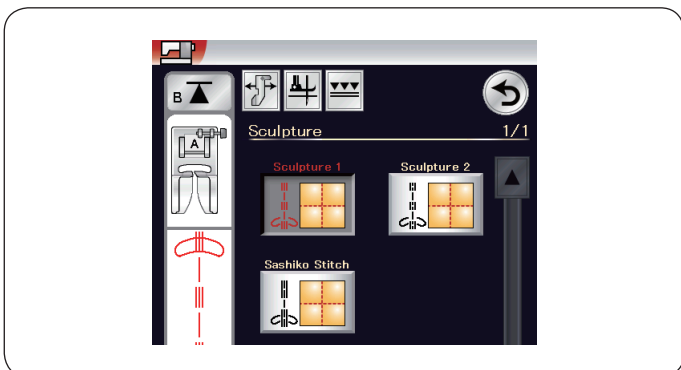 B
A
Sculpture 1/1
Sculpture 1 Sculpture 2
Sashiko Stitch